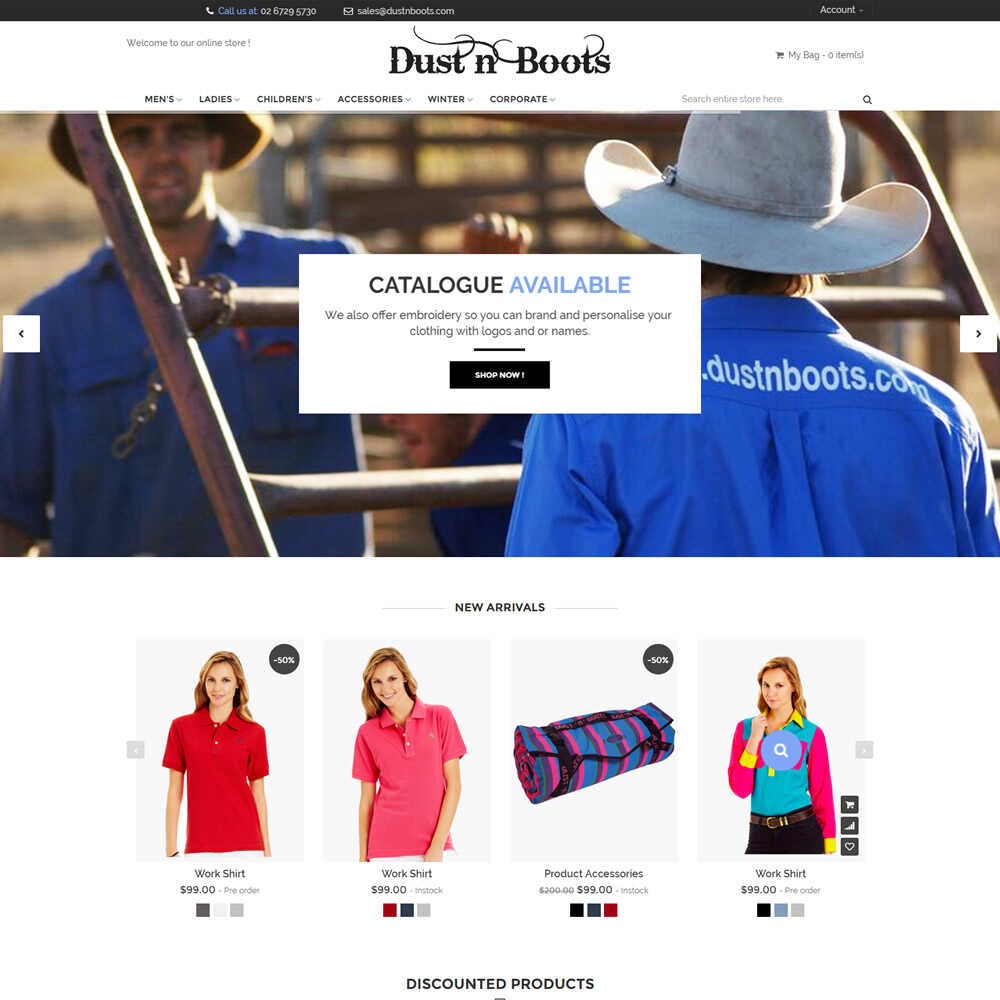 Call us at: 02 6729 5730
sales@dustnboots.com
Account
Welcome to our online store !
Dust n Boots
My Bag - 0 item(s)
MEN'S
LADIES
CHILDREN'S
ACCESSORIES
WINTER
CORPORATE
Search entire store here
CATALOGUE AVAILABLE
We also offer embroidery so you can brand and personalise your
clothing with logos and or names.
SHOP NOW !
.dustnboots.com
NEW ARRIVALS
-50%
-50%
Work Shirt
$99.00 - Pre order
Work Shirt
$99.00 - Instock
Product Accessories
$200.00 $99.00 - Instock
Work Shirt
$99.00 - Pre order
DISCOUNTED PRODUCTS